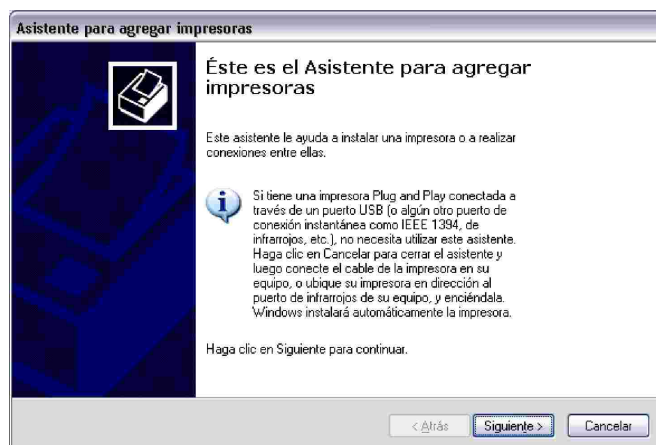 Asistente para agregar impresoras
Éste es el Asistente para agregar
impresoras
Este asistente le ayuda a instalar una impresora o a realizar
conexiones entre ellas.
Si tiene una impresora Plug and Play conectada a
través de un puerto USB (o algún otro puerto de
conexión instantánea como IEEE 1394, de
infrarrojos, etc.), no necesita utilizar este asistente.
Haga clic en Cancelar para cerrar el asistente y
luego conecte el cable de la impresora en su
equipo, o ubique su impresora en dirección al
puerto de infrarrojos de su equipo, y enciéndala.
Windows instalará automáticamente la impresora.
Haga clic en Siguiente para continuar.
< Atrás Siguiente > Cancelar